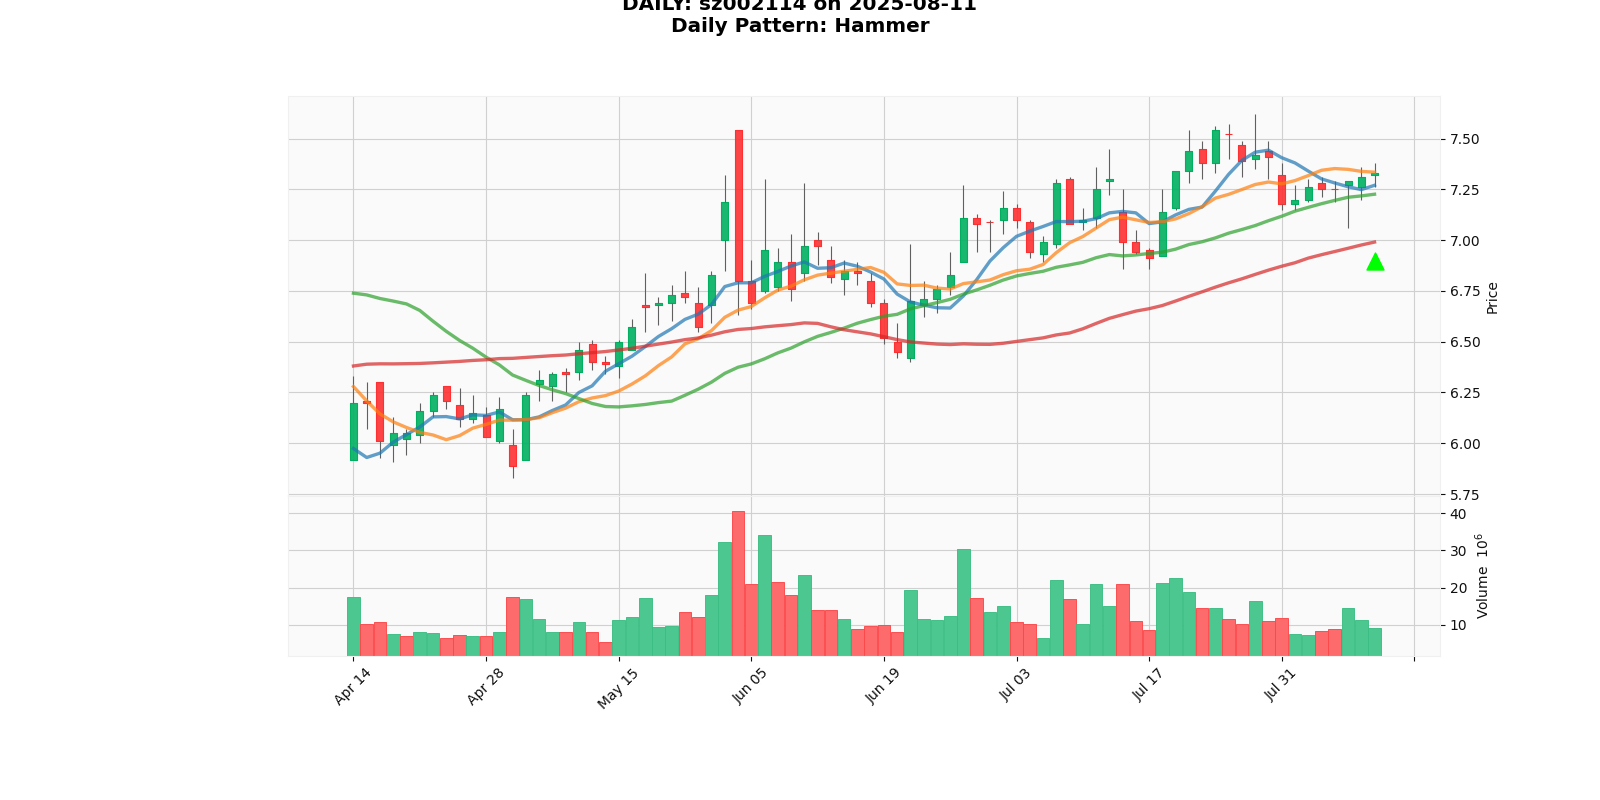 DAILY: sz002114 on 2025-08-11
Daily Pattern: Hammer
7.50
7.25
7.00
6.75
6.50
6.25
6.00
5.75
Price
40
30
20
10
Volume 10^6
Apr 14
Apr 28
May 15
Jun 05
Jun 19
Jul 03
Jul 17
Jul 31